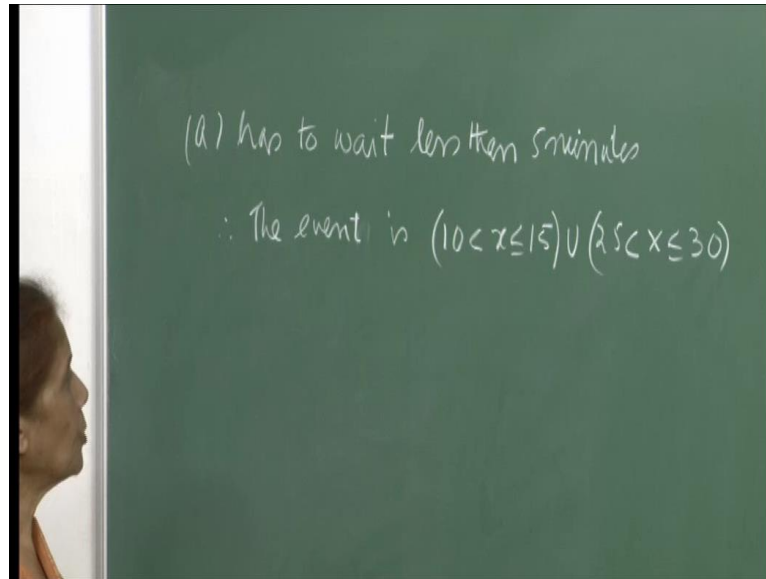 (a) has to wait less than 5 minutes
∴ The event is (10 < x ≤ 15) ∪ (25 < X ≤ 30)